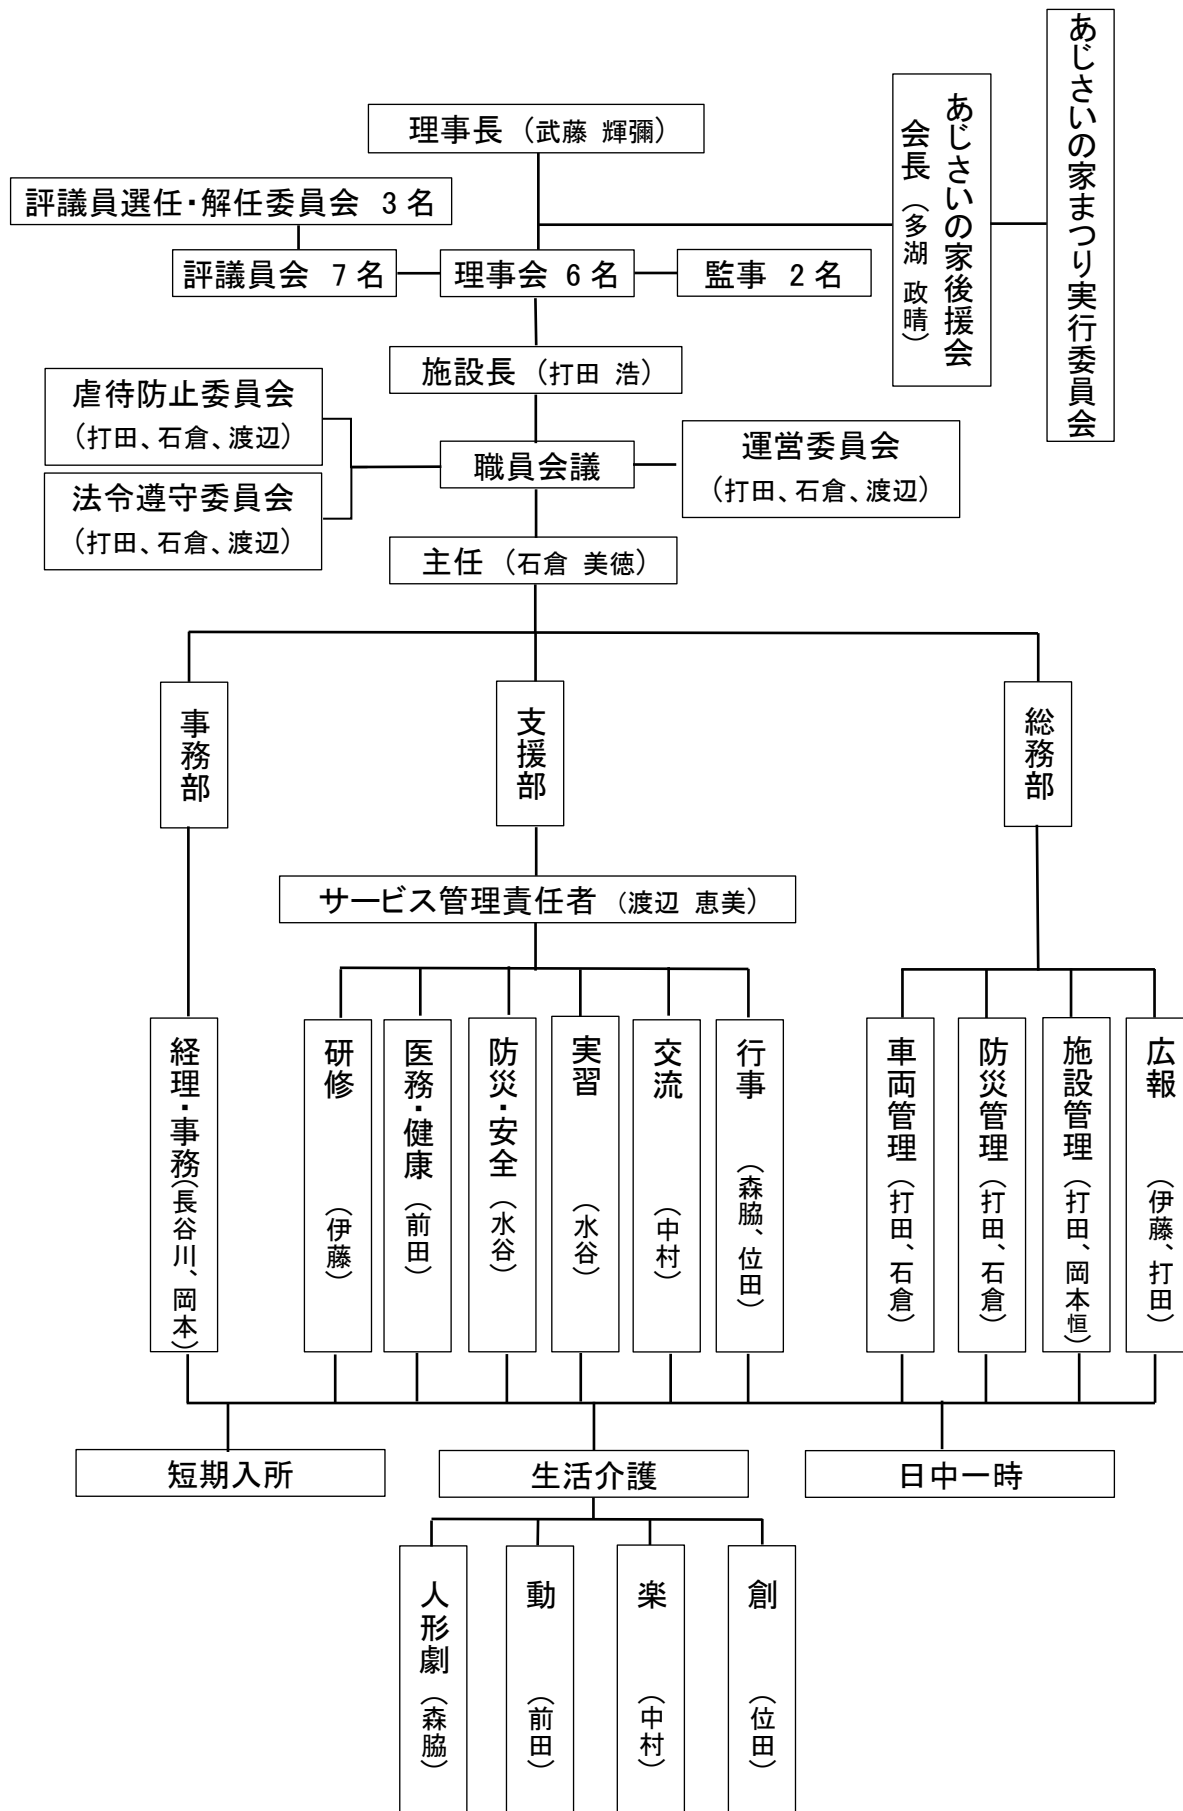 理事長（武藤 輝彌）
評議員選任・解任委員会 3名
評議員会 7名
理事会 6名
監事 2名
あじさいの家後援会
会長（多湖 政晴）
あじさいの家まつり実行委員会
施設長（打田 浩）
虐待防止委員会
（打田、石倉、渡辺）
職員会議
運営委員会
（打田、石倉、渡辺）
法令遵守委員会
（打田、石倉、渡辺）
主任（石倉 美徳）
事務部
支援部
総務部
サービス管理責任者（渡辺 恵美）
経理・事務（長谷川、岡本）
研修（伊藤）
医務・健康（前田）
防災・安全（水谷）
実習（水谷）
交流（中村）
行事（森脇、位田）
車両管理（打田、石倉）
防災管理（打田、石倉）
施設管理（打田、岡本恒）
広報（伊藤、打田）
短期入所
生活介護
日中一時
人形劇（森脇）
動（前田）
楽（中村）
創（位田）